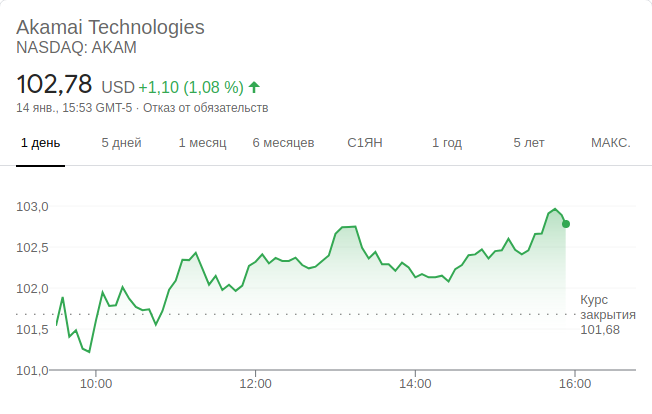 Akamai Technologies
NASDAQ: AKAM
102,78 USD +1,10 (1,08 %)
14 янв., 15:53 GMT-5 · Отказ от обязательств
1 день 5 дней 1 месяц 6 месяцев С1ЯН 1 год 5 лет МАКС.
103,0
102,5
102,0
Курс
закрытия
101,68
101,5
101,0
10:00 12:00 14:00 16:00